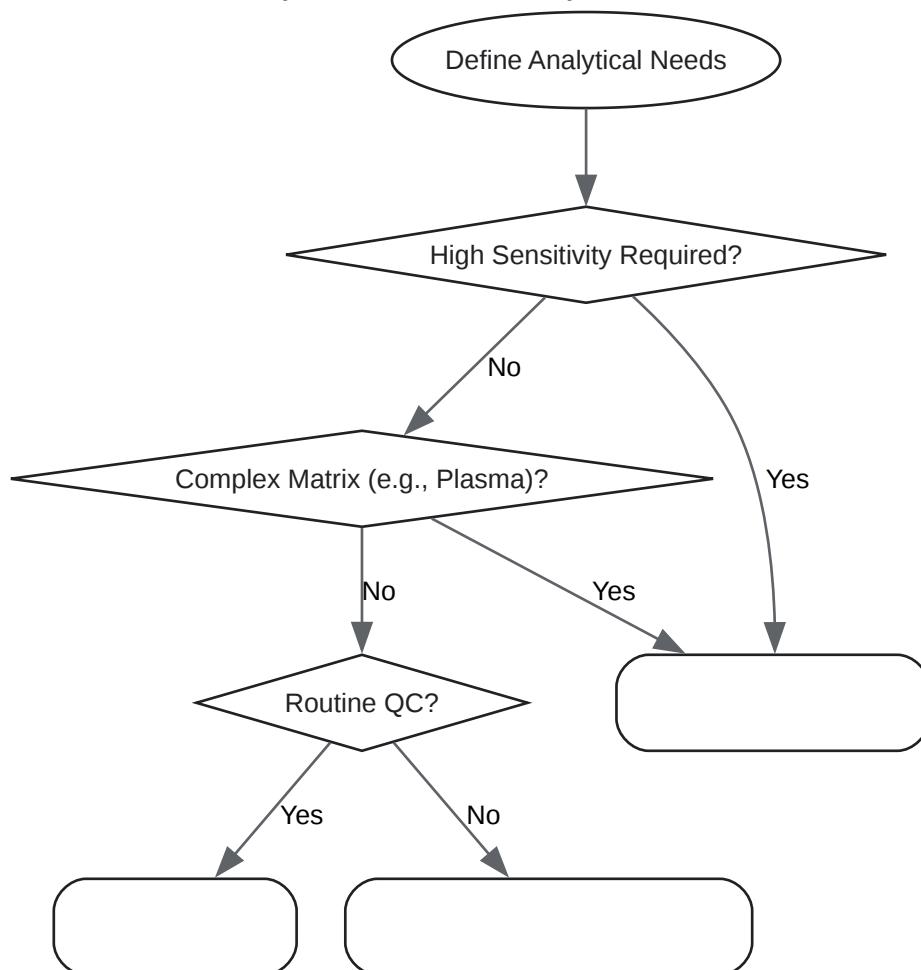 Define Analytical Needs
High Sensitivity Required?
No
Complex Matrix (e.g., Plasma)?
Yes
No
Yes
Routine QC?
Yes
No